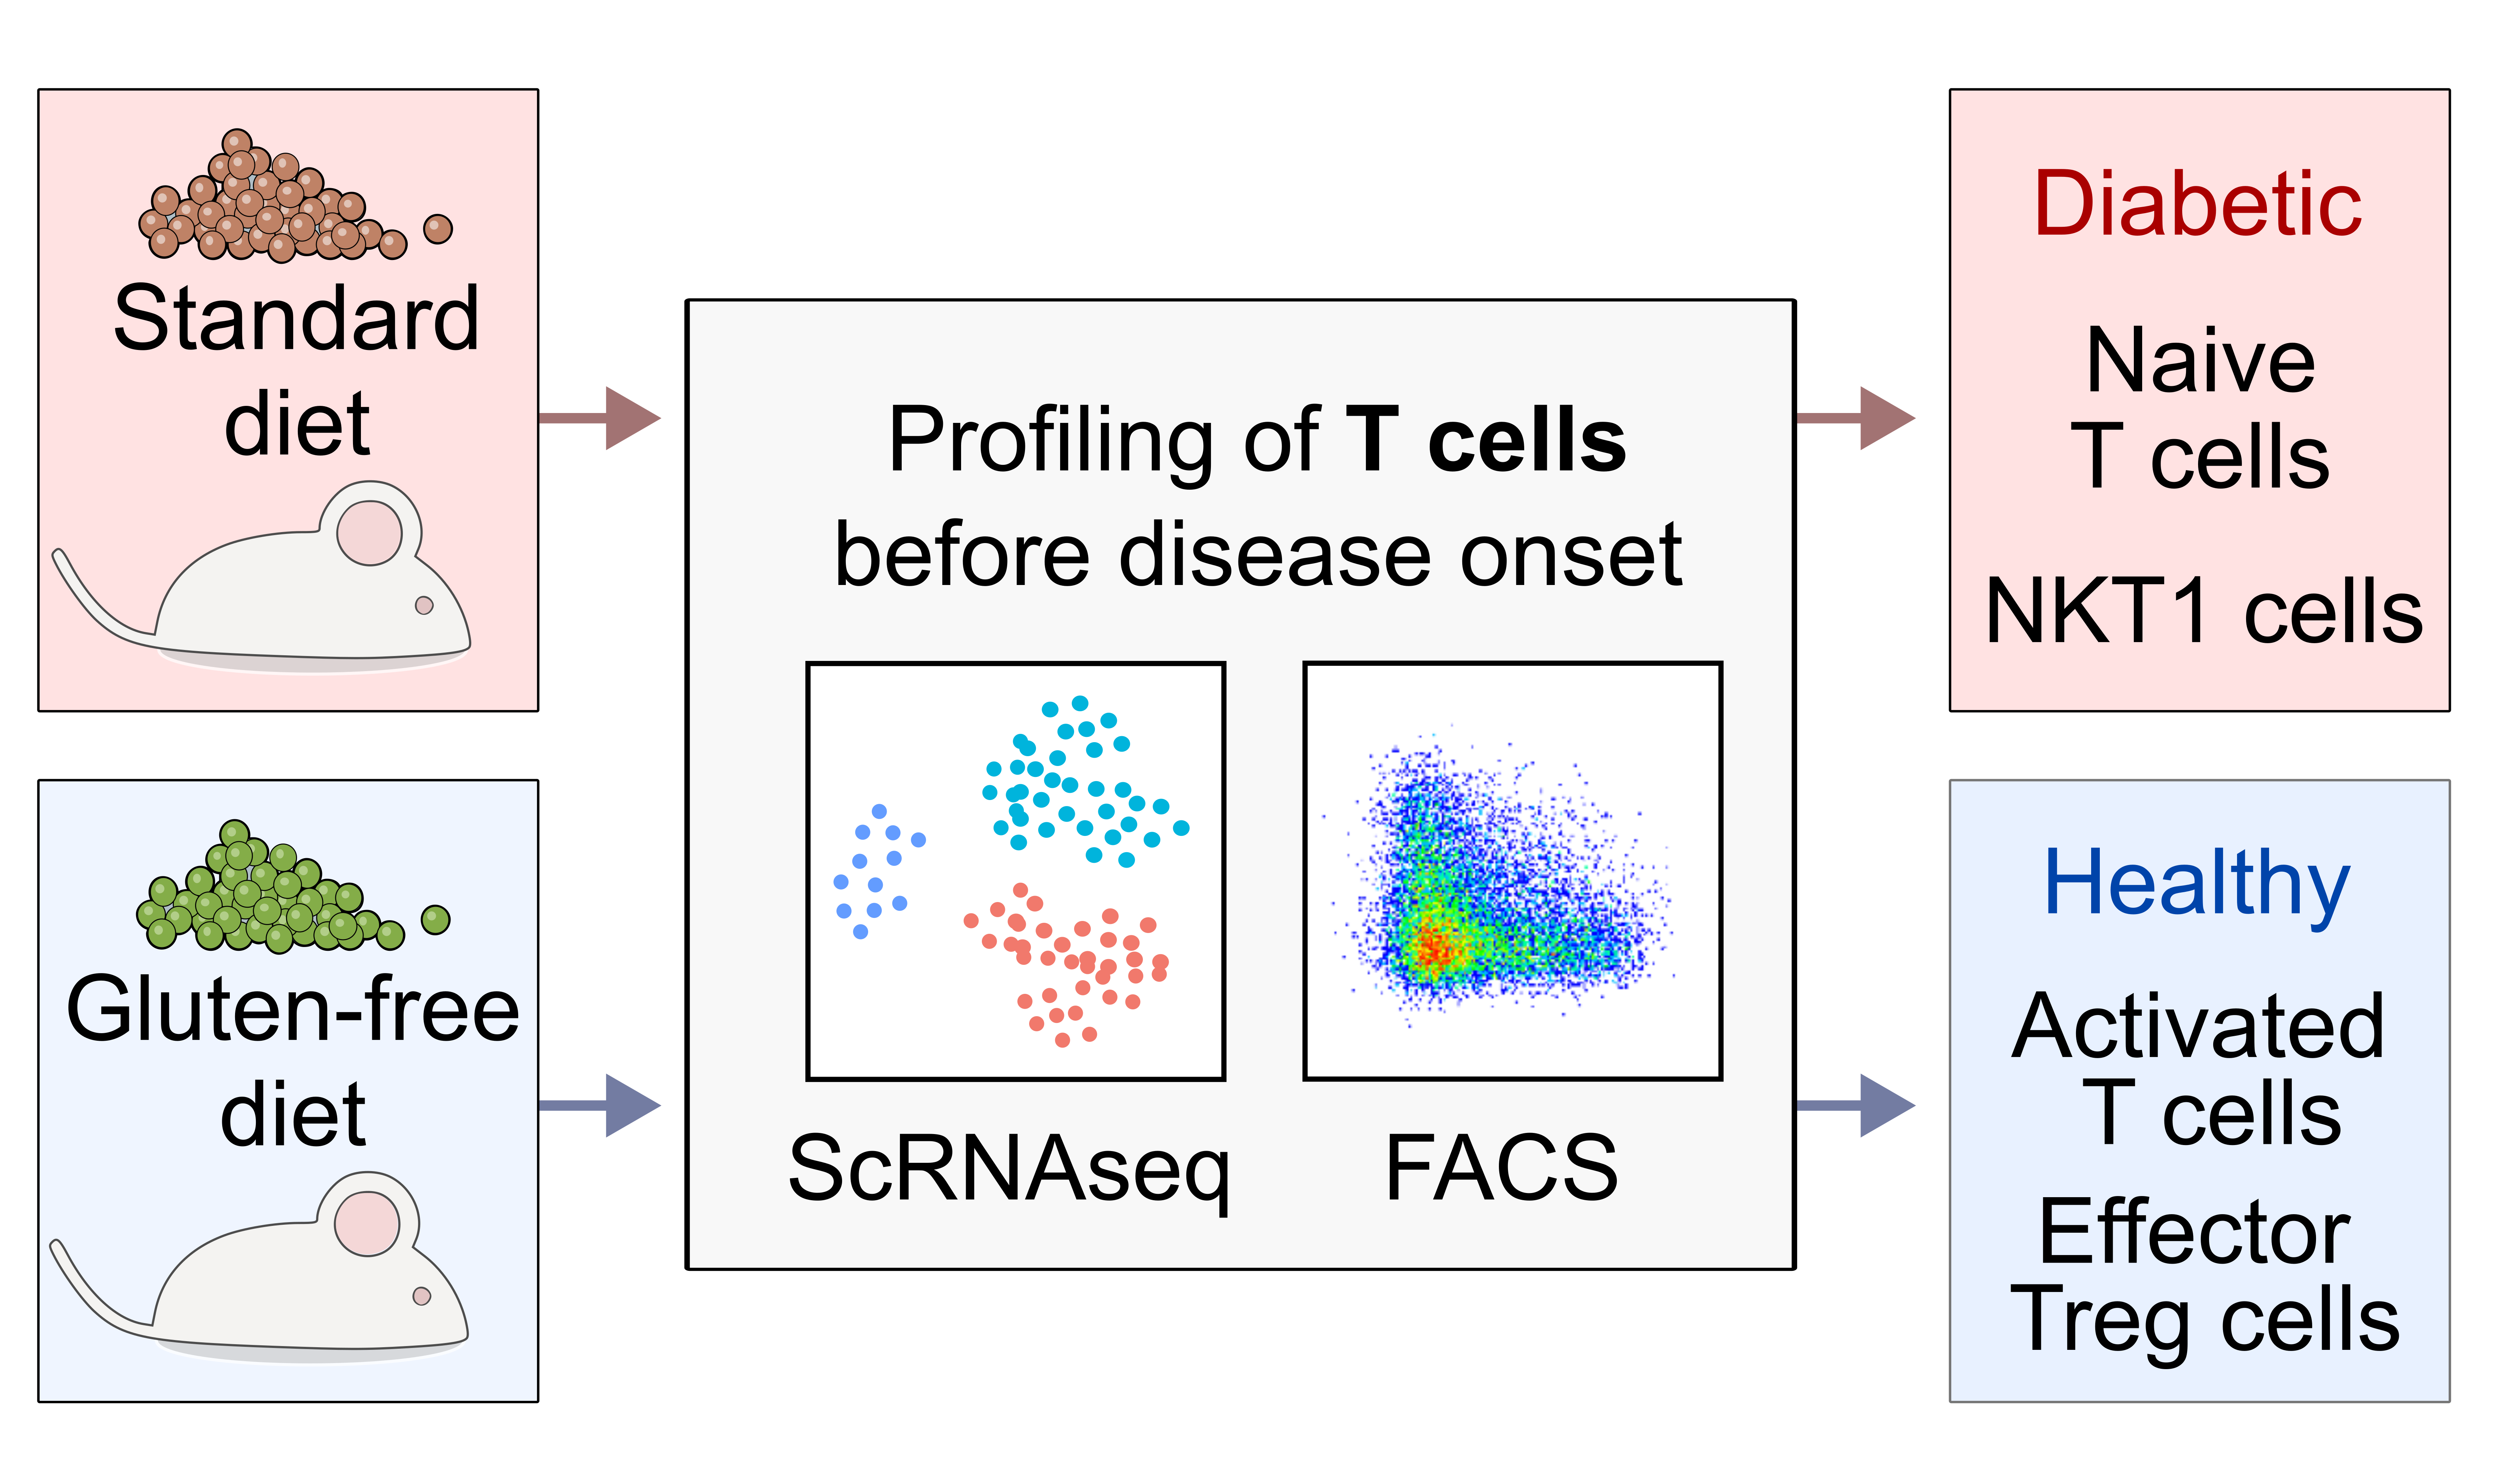 Standard
diet
Gluten-free
diet
Profiling of T cells
before disease onset
ScRNAseq
FACS
Diabetic
Naive
T cells
NKT1 cells
Healthy
Activated
T cells
Effector
Treg cells